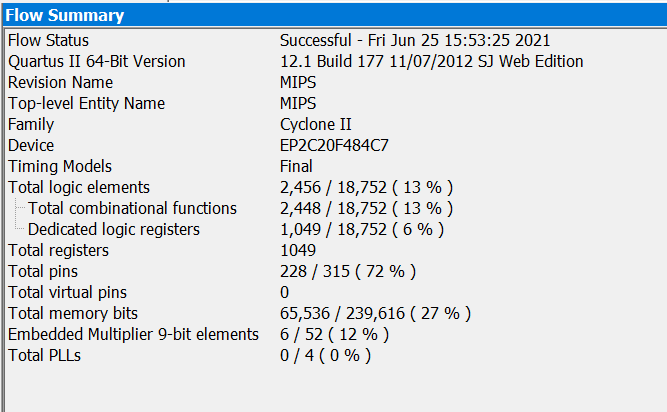 Flow Summary
Flow Status Successful - Fri Jun 25 15:53:25 2021
Quartus II 64-Bit Version 12.1 Build 177 11/07/2012 SJ Web Edition
Revision Name MIPS
Top-level Entity Name MIPS
Family Cyclone II
Device EP2C20F484C7
Timing Models Final
Total logic elements 2,456 / 18,752 ( 13 % )
Total combinational functions 2,448 / 18,752 ( 13 % )
Dedicated logic registers 1,049 / 18,752 ( 6 % )
Total registers 1049
Total pins 228 / 315 ( 72 % )
Total virtual pins 0
Total memory bits 65,536 / 239,616 ( 27 % )
Embedded Multiplier 9-bit elements 6 / 52 ( 12 % )
Total PLLs 0 / 4 ( 0 % )